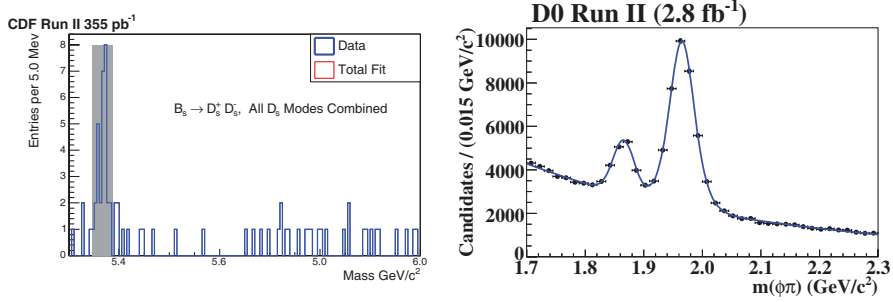 CDF Run II 355 pb⁻¹
Entries per 5.0 Mev
8
7
6
5
4
3
2
1
0
Data
Total Fit
Bₛ → Dₛ⁺ Dₛ⁻, All Dₛ Modes Combined
5.4 5.6 5.0 6.0
Mass GeV/c²
D0 Run II (2.8 fb⁻¹)
Candidates / (0.015 GeV/c²)
10000
8000
6000
4000
2000
0
1.7 1.8 1.9 2.0 2.1 2.2 2.3
m(ϕπ) (GeV/c²)